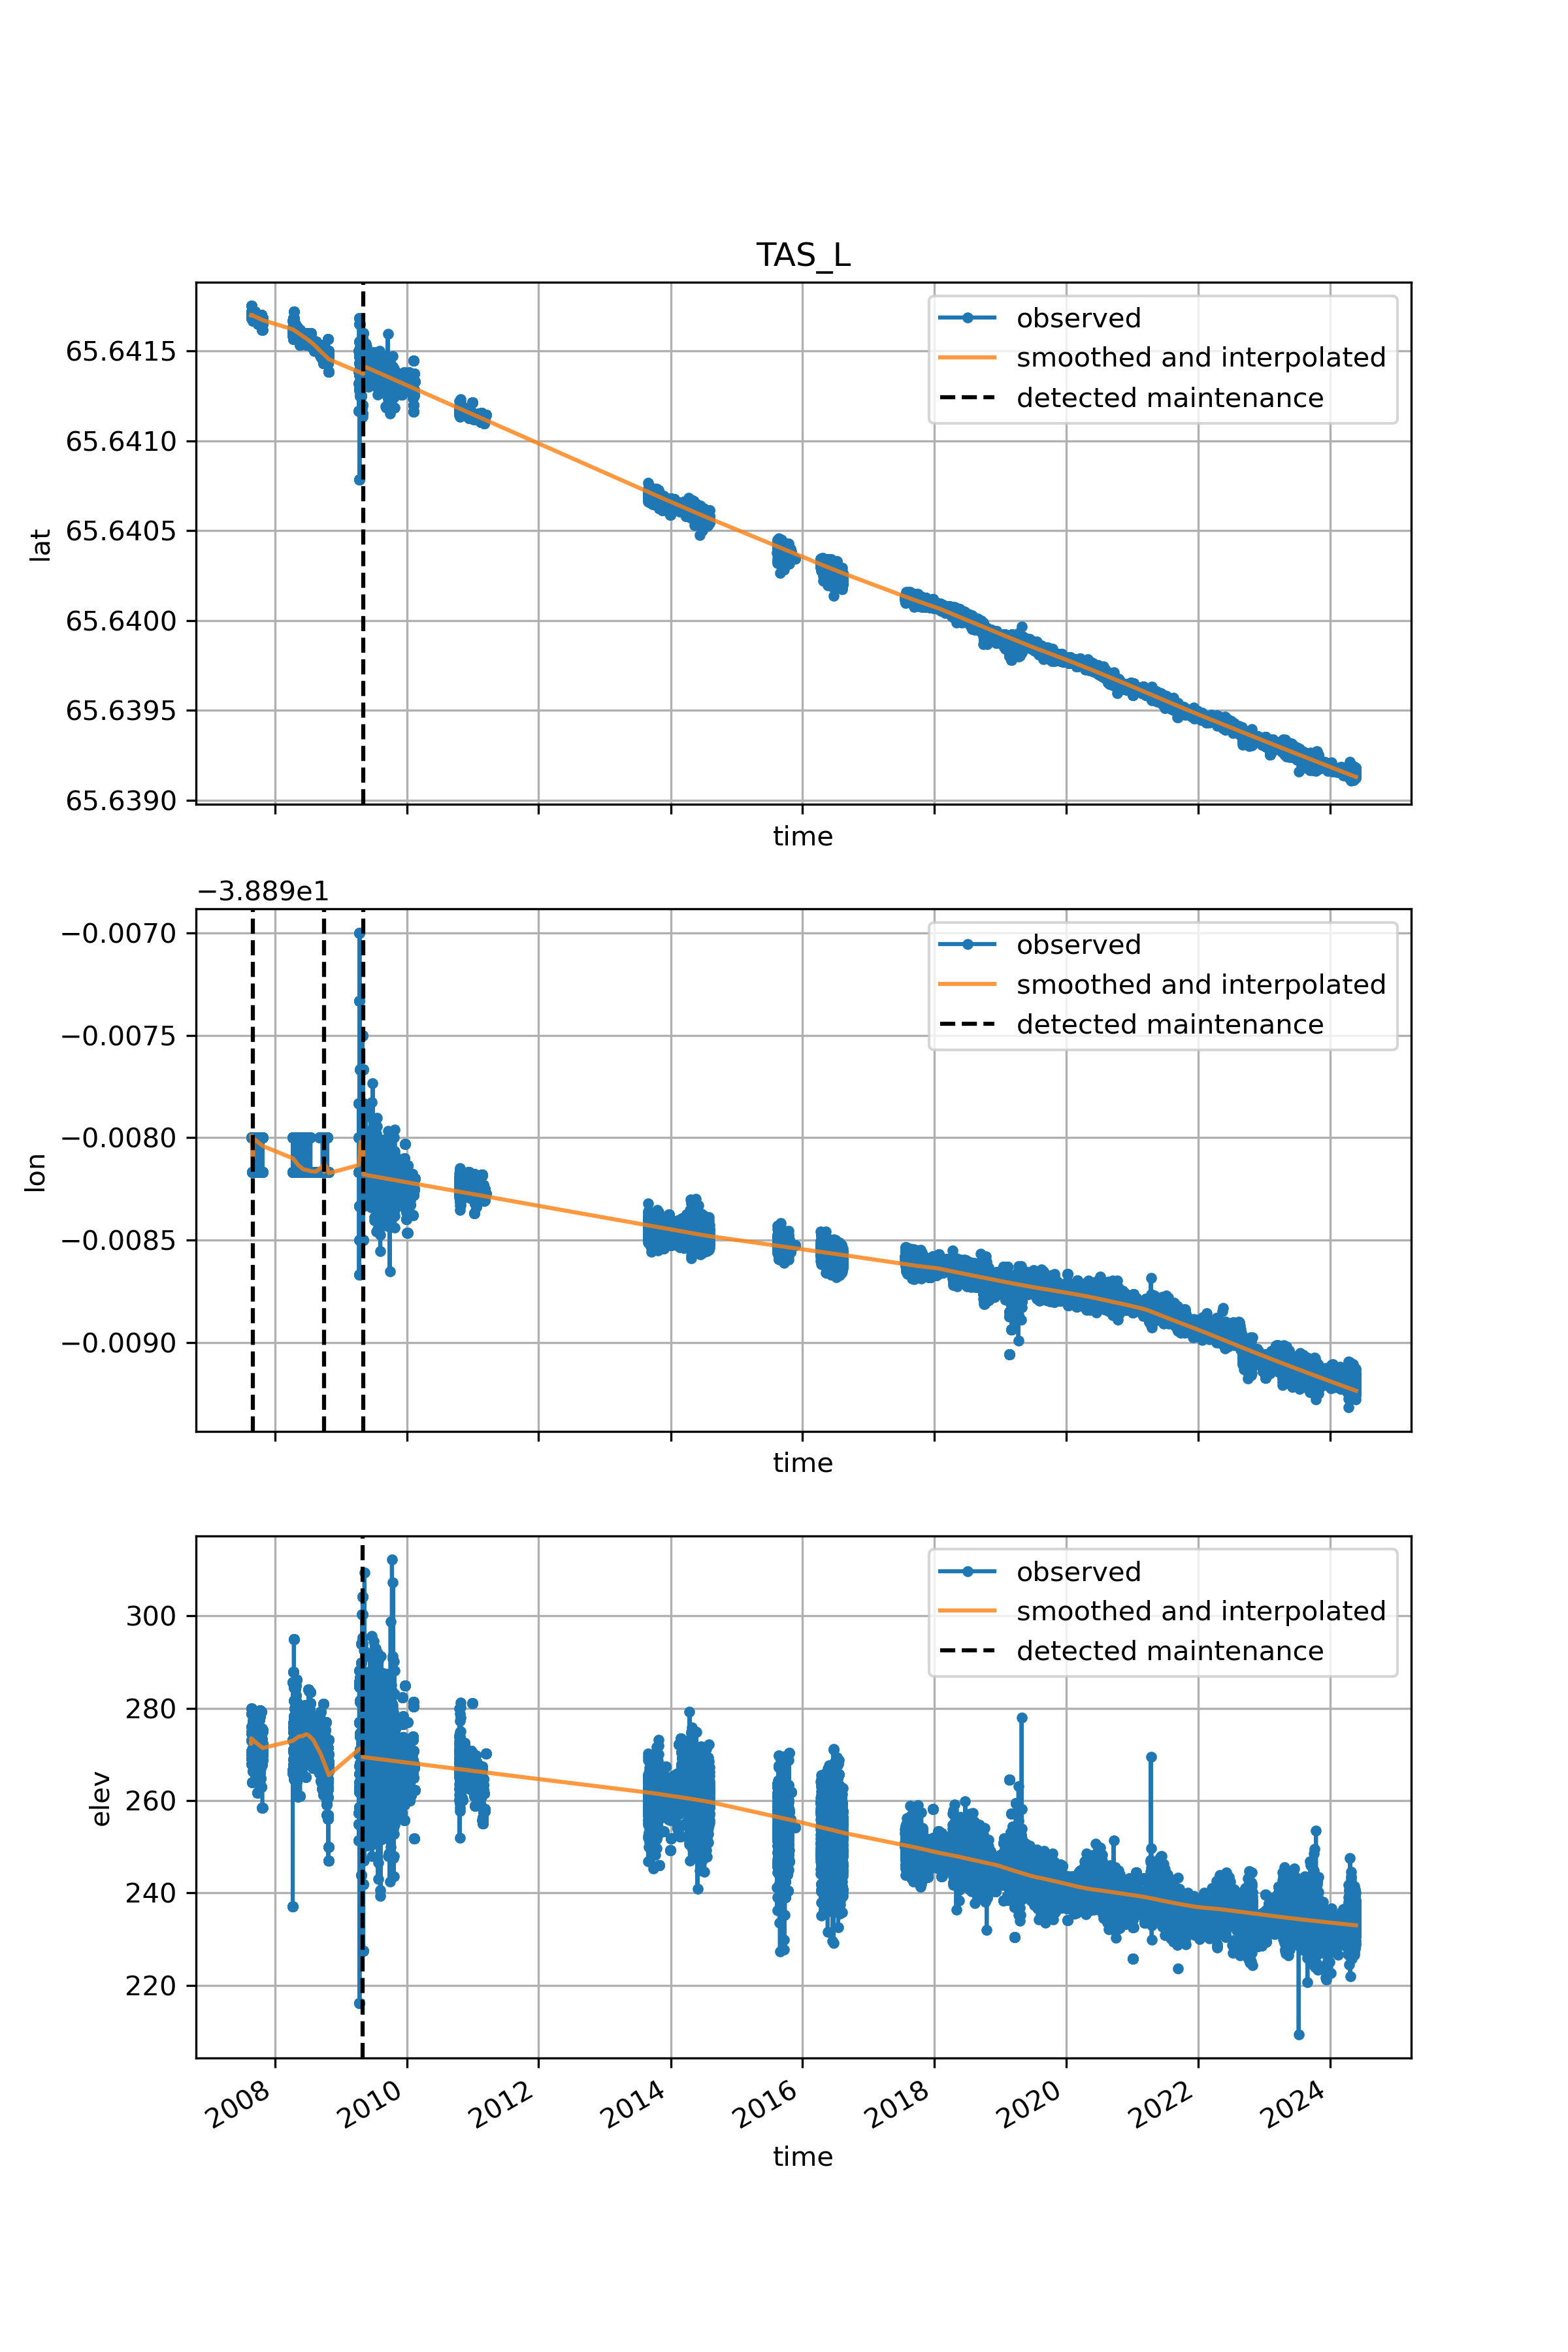 TAS_L
65.6415
65.6410
65.6405
65.6400
65.6395
65.6390
lat
observed
smoothed and interpolated
detected maintenance
time
−3.889e1
−0.0070
−0.0075
−0.0080
−0.0085
−0.0090
lon
observed
smoothed and interpolated
detected maintenance
time
300
280
260
240
220
elev
observed
smoothed and interpolated
detected maintenance
2008 2010 2012 2014 2016 2018 2020 2022 2024
time